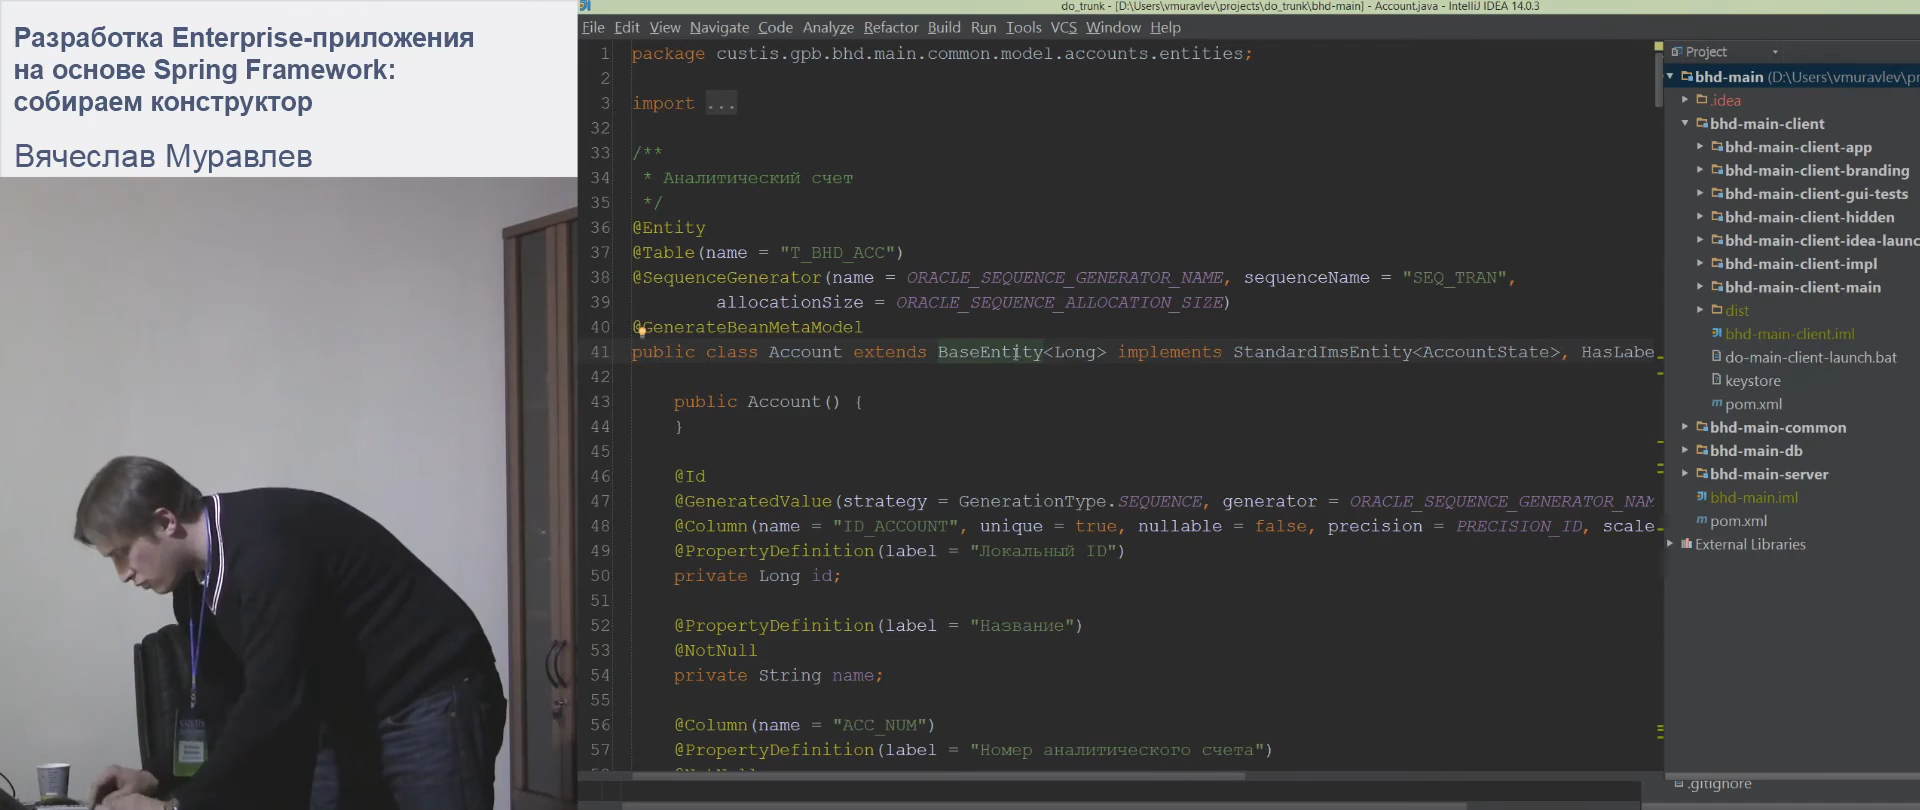 Разработка Enterprise-приложения
на основе Spring Framework:
собираем конструктор
Вячеслав Муравлев
do_trunk - [D:\Users\vmuravlev\projects\do_trunk\bhd-main] - Account.java - IntelliJ IDEA 14.0.3
File Edit View Navigate Code Analyze Refactor Build Run Tools VCS Window Help
1 package custis.gpb.bhd.main.common.model.accounts.entities;
2
3 import ...
32
33 /**
34 * Аналитический счет
35 */
36 @Entity
37 @Table(name = "T_BHD_ACC")
38 @SequenceGenerator(name = ORACLE_SEQUENCE_GENERATOR_NAME, sequenceName = "SEQ_TRAN",
39 allocationSize = ORACLE_SEQUENCE_ALLOCATION_SIZE)
40 @GenerateBeanMetaModel
41 public class Account extends BaseEntity<Long> implements StandardImsEntity<AccountState>, HasLabe
42
43 public Account() {
44 }
45
46 @Id
47 @GeneratedValue(strategy = GenerationType.SEQUENCE, generator = ORACLE_SEQUENCE_GENERATOR_NAM
48 @Column(name = "ID_ACCOUNT", unique = true, nullable = false, precision = PRECISION_ID, scale
49 @PropertyDefinition(label = "Локальный ID")
50 private Long id;
51
52 @PropertyDefinition(label = "Название")
53 @NotNull
54 private String name;
55
56 @Column(name = "ACC_NUM")
57 @PropertyDefinition(label = "Номер аналитического счета")
Project
bhd-main (D:\Users\vmuravlev\pr
.idea
bhd-main-client
bhd-main-client-app
bhd-main-client-branding
bhd-main-client-gui-tests
bhd-main-client-hidden
bhd-main-client-idea-launc
bhd-main-client-impl
bhd-main-client-main
dist
bhd-main-client.iml
do-main-client-launch.bat
keystore
pom.xml
bhd-main-common
bhd-main-db
bhd-main-server
bhd-main.iml
pom.xml
External Libraries
.gitignore